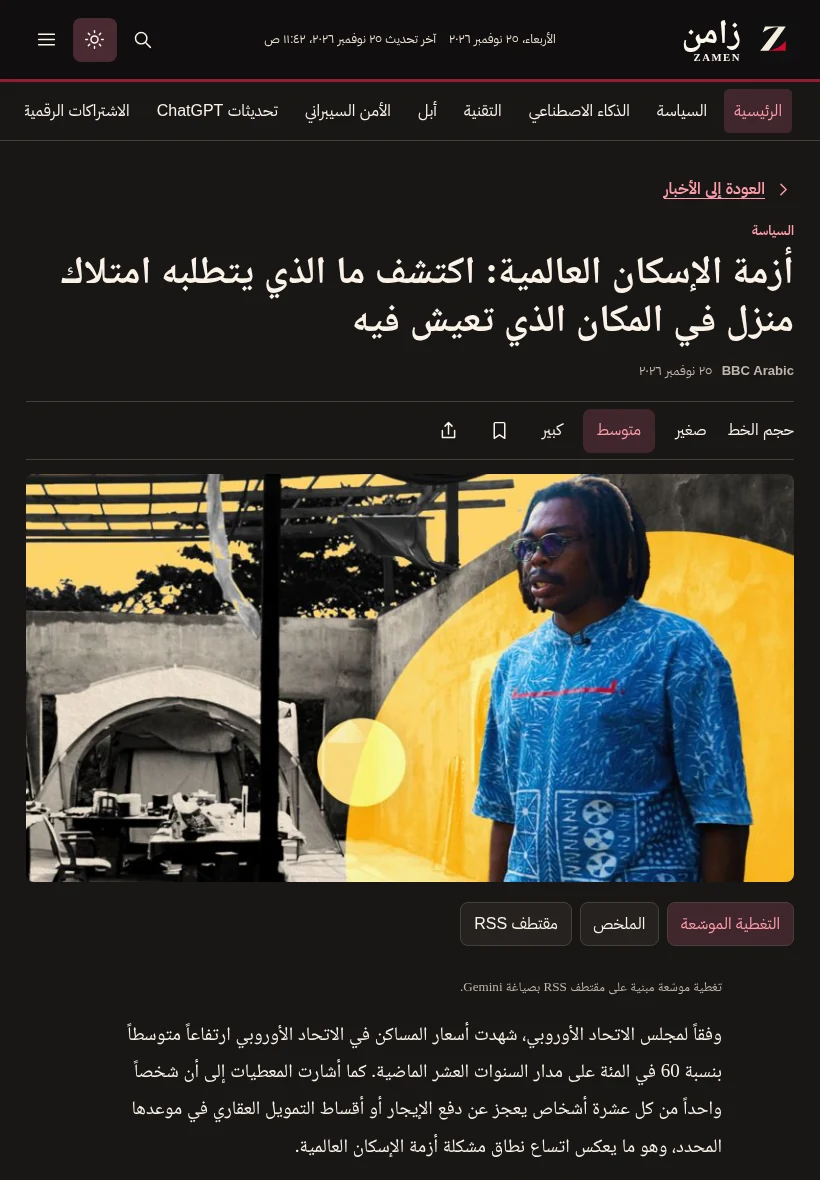 زامن
ZAMEN
الأربعاء، ٢٥ نوفمبر ٢٠٢٦ آخر تحديث ٢٥ نوفمبر ٢٠٢٦، ١١:٤٢ ص
الرئيسية السياسة الذكاء الاصطناعي التقنية أبل الأمن السيبراني تحديثات ChatGPT الاشتراكات الرقمية
العودة إلى الأخبار
السياسة
أزمة الإسكان العالمية: اكتشف ما الذي يتطلبه امتلاك
منزل في المكان الذي تعيش فيه
BBC Arabic ٢٥ نوفمبر ٢٠٢٦
حجم الخط صغير متوسط كبير
التغطية الموسّعة الملخص مقتطف RSS
تغطية موسّعة مبنية على مقتطف RSS بصياغة Gemini.
وفقاً لمجلس الاتحاد الأوروبي، شهدت أسعار المساكن في الاتحاد الأوروبي ارتفاعاً متوسطاً
بنسبة 60 في المئة على مدار السنوات العشر الماضية. كما أشارت المعطيات إلى أن شخصاً
واحداً من كل عشرة أشخاص يعجز عن دفع الإيجار أو أقساط التمويل العقاري في موعدها
المحدد، وهو ما يعكس اتساع نطاق مشكلة أزمة الإسكان العالمية.